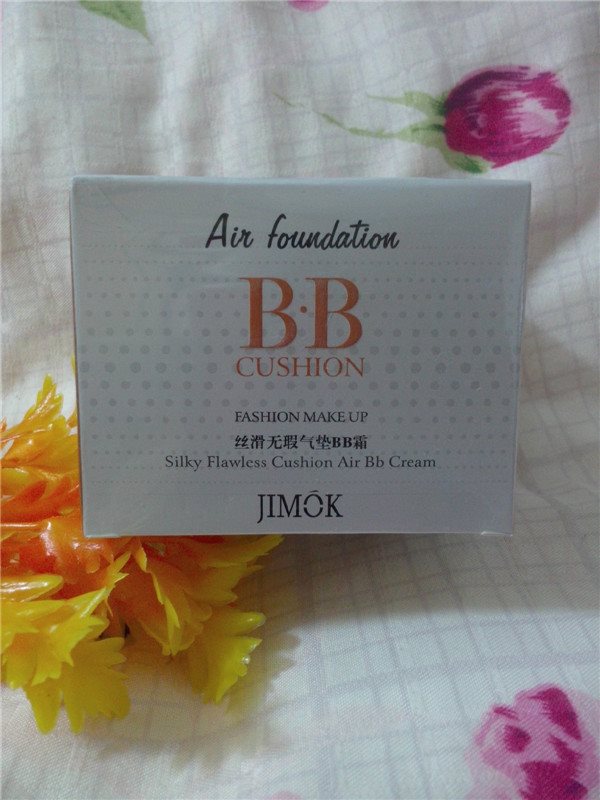 Air foundation
B·B
CUSHION
FASHION MAKE UP
丝滑无瑕气垫BB霜
Silky Flawless Cushion Air Bb Cream
JIMÔK